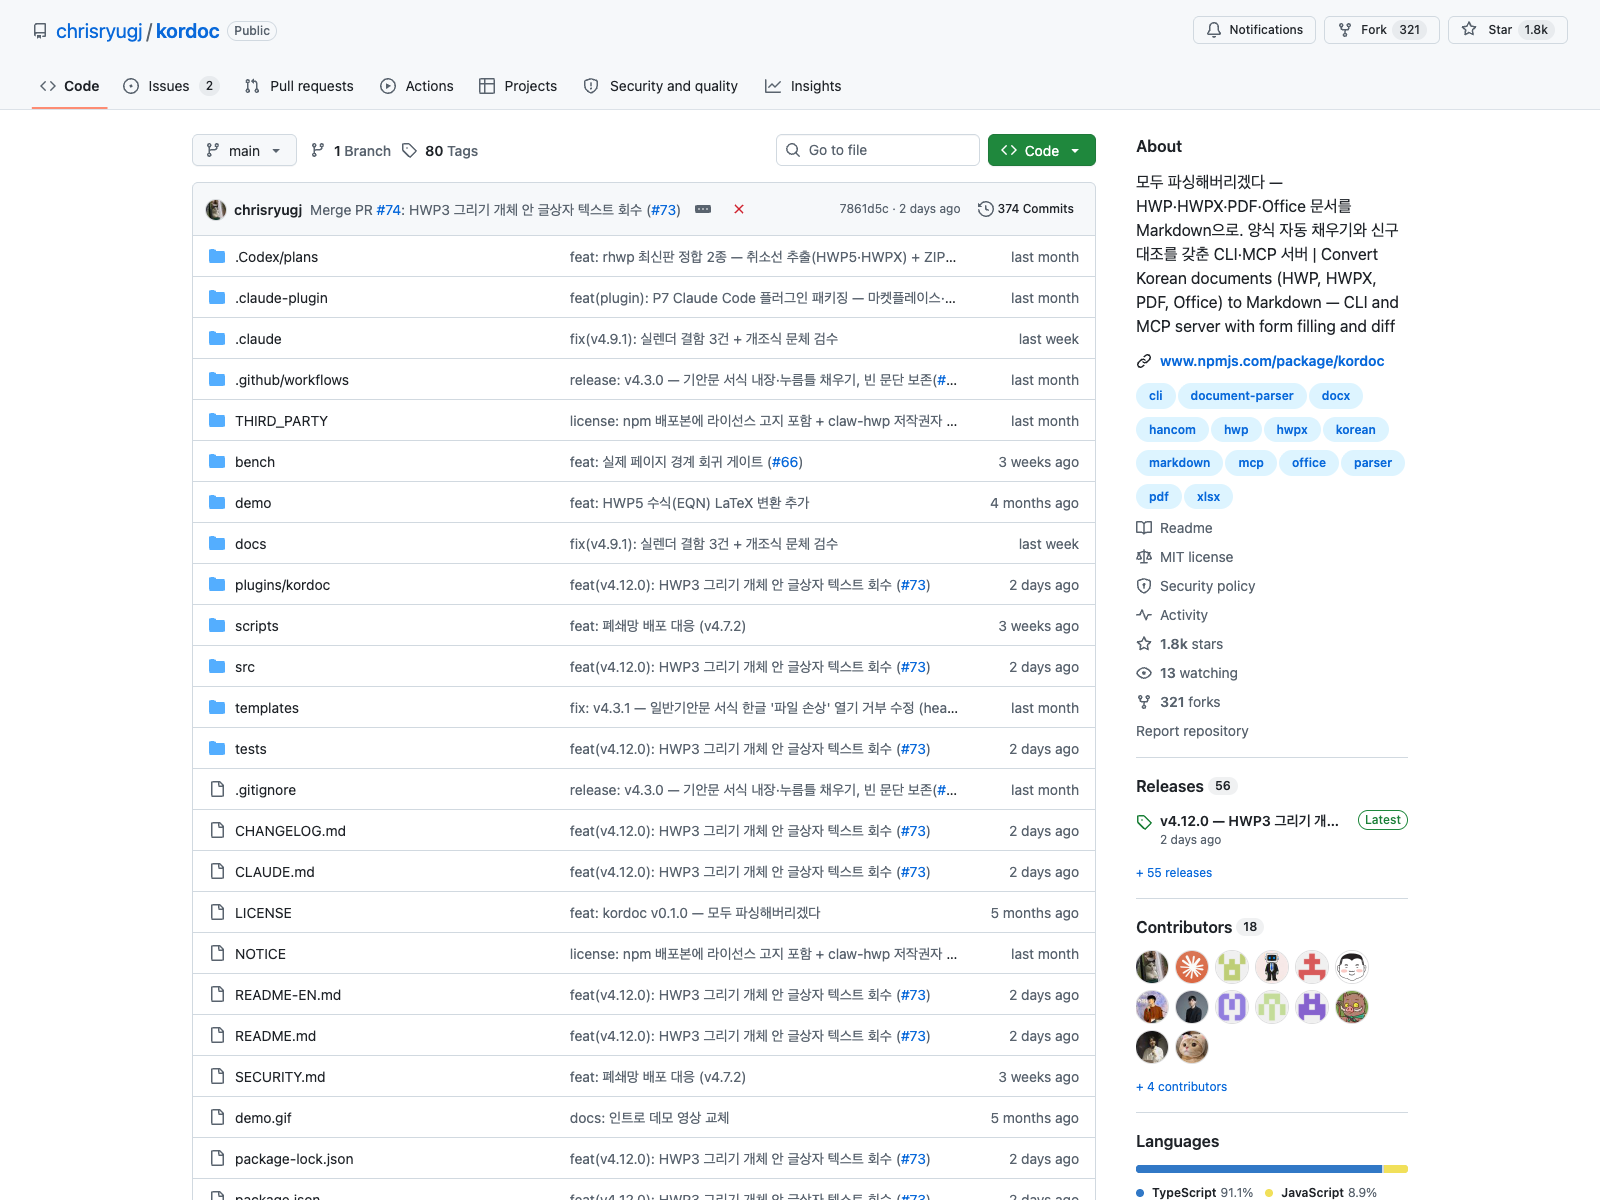 chrisryugj / kordoc Public
Notifications
Fork 321
Star 1.8k
Code
Issues 2
Pull requests
Actions
Projects
Security and quality
Insights
main
1 Branch
80 Tags
Go to file
Code
chrisryugj Merge PR #74: HWP3 그리기 개체 안 글상자 텍스트 회수 (#73)
7861d5c · 2 days ago
374 Commits
.Codex/plans feat: rhwp 최신판 정합 2종 — 취소선 추출(HWP5·HWPX) + ZIP... last month
.claude-plugin feat(plugin): P7 Claude Code 플러그인 패키징 — 마켓플레이스·... last month
.claude fix(v4.9.1): 실렌더 결함 3건 + 개조식 문체 검수 last week
.github/workflows release: v4.3.0 — 기안문 서식 내장·누름틀 채우기, 빈 문단 보존(#... last month
THIRD_PARTY license: npm 배포본에 라이선스 고지 포함 + claw-hwp 저작권자 ... last month
bench feat: 실제 페이지 경계 회귀 게이트 (#66) 3 weeks ago
demo feat: HWP5 수식(EQN) LaTeX 변환 추가 4 months ago
docs fix(v4.9.1): 실렌더 결함 3건 + 개조식 문체 검수 last week
plugins/kordoc feat(v4.12.0): HWP3 그리기 개체 안 글상자 텍스트 회수 (#73) 2 days ago
scripts feat: 폐쇄망 배포 대응 (v4.7.2) 3 weeks ago
src feat(v4.12.0): HWP3 그리기 개체 안 글상자 텍스트 회수 (#73) 2 days ago
templates fix: v4.3.1 — 일반기안문 서식 한글 '파일 손상' 열기 거부 수정 (hea... last month
tests feat(v4.12.0): HWP3 그리기 개체 안 글상자 텍스트 회수 (#73) 2 days ago
.gitignore release: v4.3.0 — 기안문 서식 내장·누름틀 채우기, 빈 문단 보존(#... last month
CHANGELOG.md feat(v4.12.0): HWP3 그리기 개체 안 글상자 텍스트 회수 (#73) 2 days ago
CLAUDE.md feat(v4.12.0): HWP3 그리기 개체 안 글상자 텍스트 회수 (#73) 2 days ago
LICENSE feat: kordoc v0.1.0 — 모두 파싱해버리겠다 5 months ago
NOTICE license: npm 배포본에 라이선스 고지 포함 + claw-hwp 저작권자 ... last month
README-EN.md feat(v4.12.0): HWP3 그리기 개체 안 글상자 텍스트 회수 (#73) 2 days ago
README.md feat(v4.12.0): HWP3 그리기 개체 안 글상자 텍스트 회수 (#73) 2 days ago
SECURITY.md feat: 폐쇄망 배포 대응 (v4.7.2) 3 weeks ago
demo.gif docs: 인트로 데모 영상 교체 5 months ago
package-lock.json feat(v4.12.0): HWP3 그리기 개체 안 글상자 텍스트 회수 (#73) 2 days ago
package.json feat(v4.12.0): HWP3 그리기 개체 안 글상자 텍스트 회수 (#73) 2 days ago
About
모두 파싱해버리겠다 —
HWP·HWPX·PDF·Office 문서를
Markdown으로. 양식 자동 채우기와 신구
대조를 갖춘 CLI·MCP 서버 | Convert
Korean documents (HWP, HWPX,
PDF, Office) to Markdown — CLI and
MCP server with form filling and diff
www.npmjs.com/package/kordoc
cli document-parser docx
hancom hwp hwpx korean
markdown mcp office parser
pdf xlsx
Readme
MIT license
Security policy
Activity
1.8k stars
13 watching
321 forks
Report repository
Releases 56
v4.12.0 — HWP3 그리기 개... Latest
2 days ago
+ 55 releases
Contributors 18
+ 4 contributors
Languages
TypeScript 91.1% JavaScript 8.9%